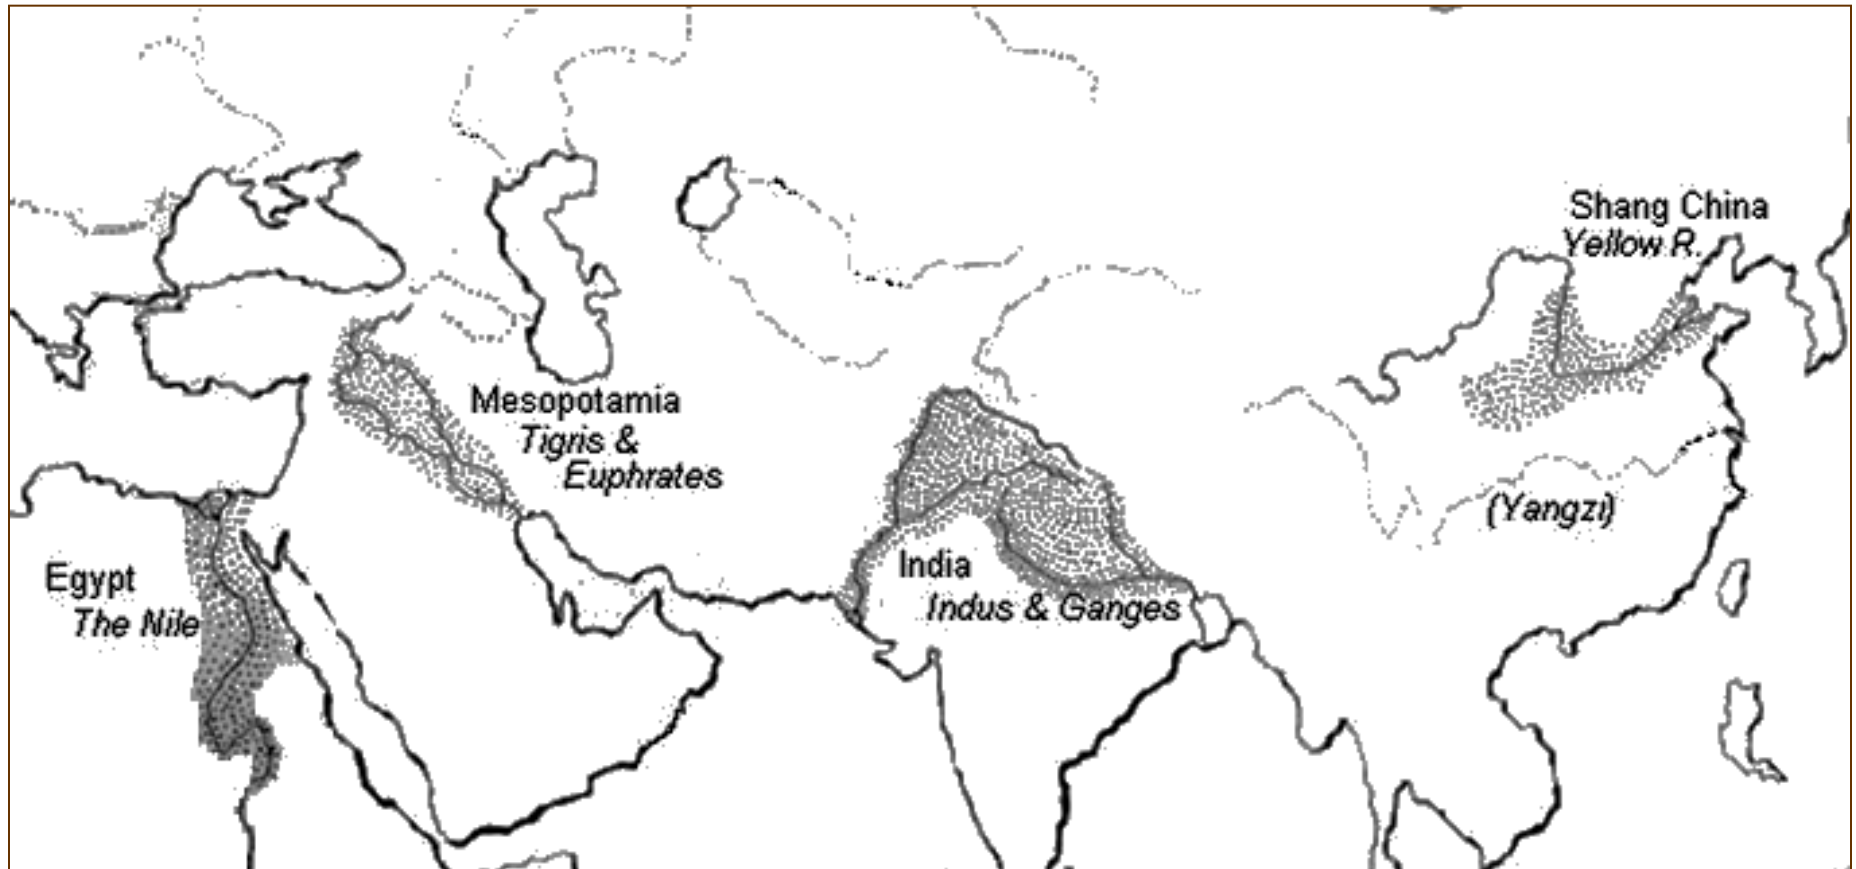 Shang China
Yellow R.
Mesopotamia
Tigris &
Euphrates
(Yangzi)
Egypt
The Nile
India
Indus & Ganges